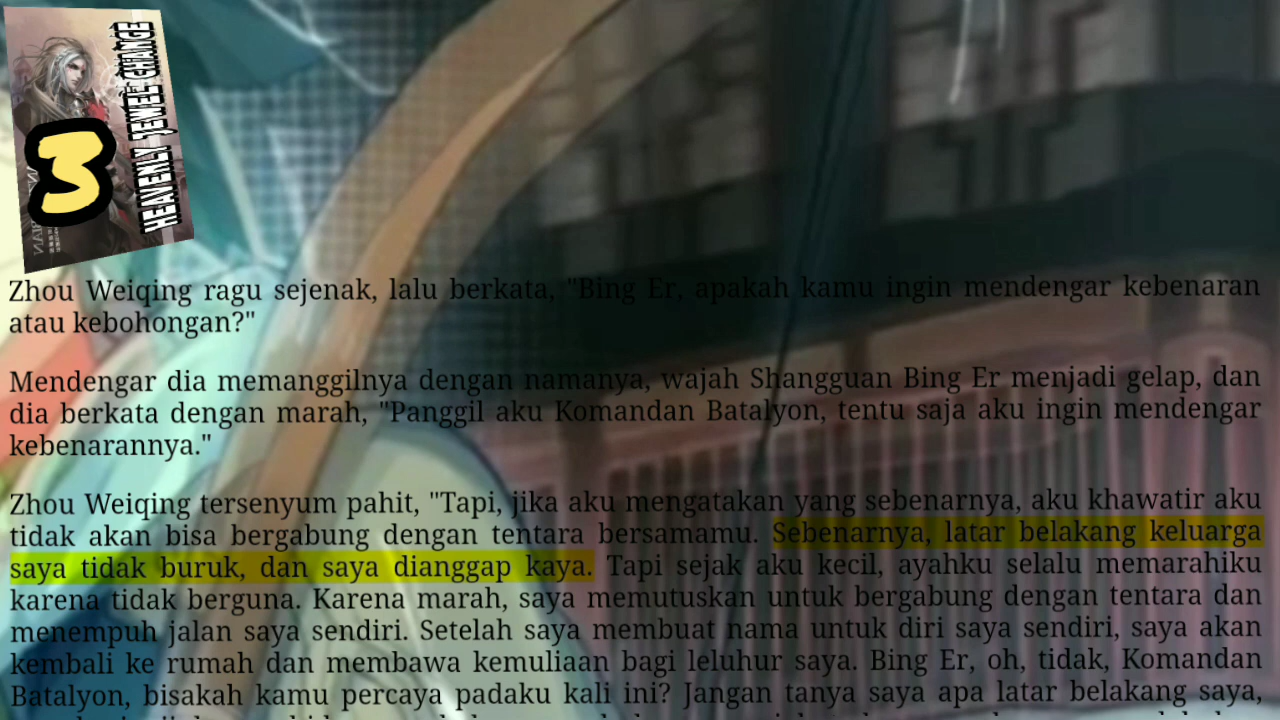 HEAVENLY JEWEL CHANGE
3
Zhou Weiqing ragu sejenak, lalu berkata, "Bing Er, apakah kamu ingin mendengar kebenaran
atau kebohongan?"
Mendengar dia memanggilnya dengan namanya, wajah Shangguan Bing Er menjadi gelap, dan
dia berkata dengan marah, "Panggil aku Komandan Batalyon, tentu saja aku ingin mendengar
kebenarannya."
Zhou Weiqing tersenyum pahit, "Tapi, jika aku mengatakan yang sebenarnya, aku khawatir aku
tidak akan bisa bergabung dengan tentara bersamamu. Sebenarnya, latar belakang keluarga
saya tidak buruk, dan saya dianggap kaya. Tapi sejak aku kecil, ayahku selalu memarahiku
karena tidak berguna. Karena marah, saya memutuskan untuk bergabung dengan tentara dan
menempuh jalan saya sendiri. Setelah saya membuat nama untuk diri saya sendiri, saya akan
kembali ke rumah dan membawa kemuliaan bagi leluhur saya. Bing Er, oh, tidak, Komandan
Batalyon, bisakah kamu percaya padaku kali ini? Jangan tanya saya apa latar belakang saya,